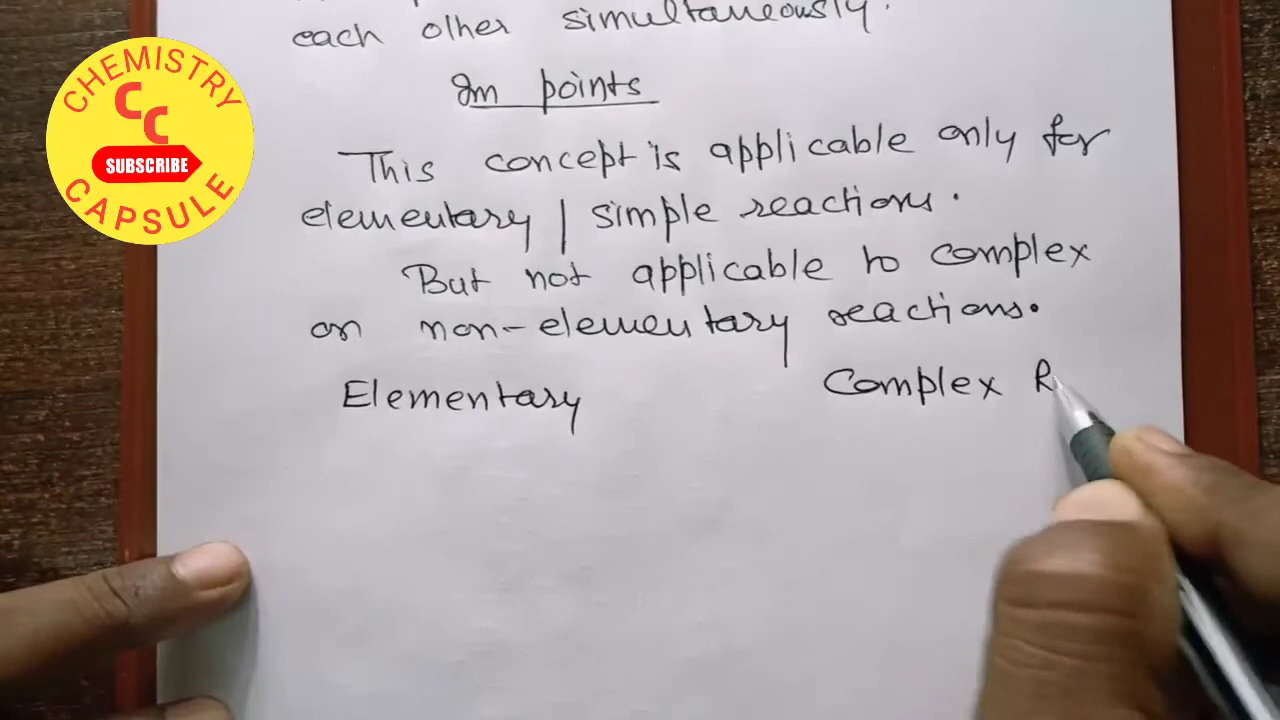 each other simultaneously.
Im points
This concept is applicable only for
elementary / simple reactions.
But not applicable to complex
or non-elementary reactions.
Elementary
Complex R
CHEMISTRY
CC
SUBSCRIBE
CAPSULE